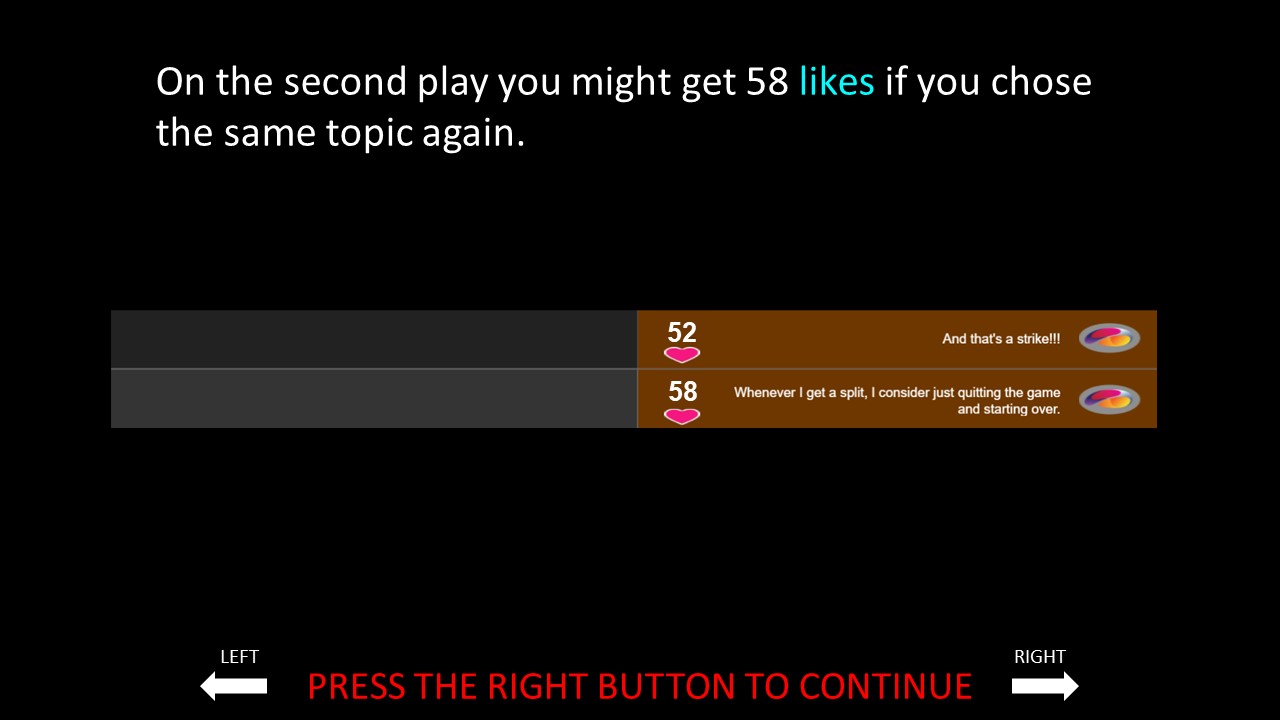 On the second play you might get 58 likes if you chose
the same topic again.
52
And that's a strike!!!
58
Whenever I get a split, I consider just quitting the game
and starting over.
LEFT
RIGHT
PRESS THE RIGHT BUTTON TO CONTINUE